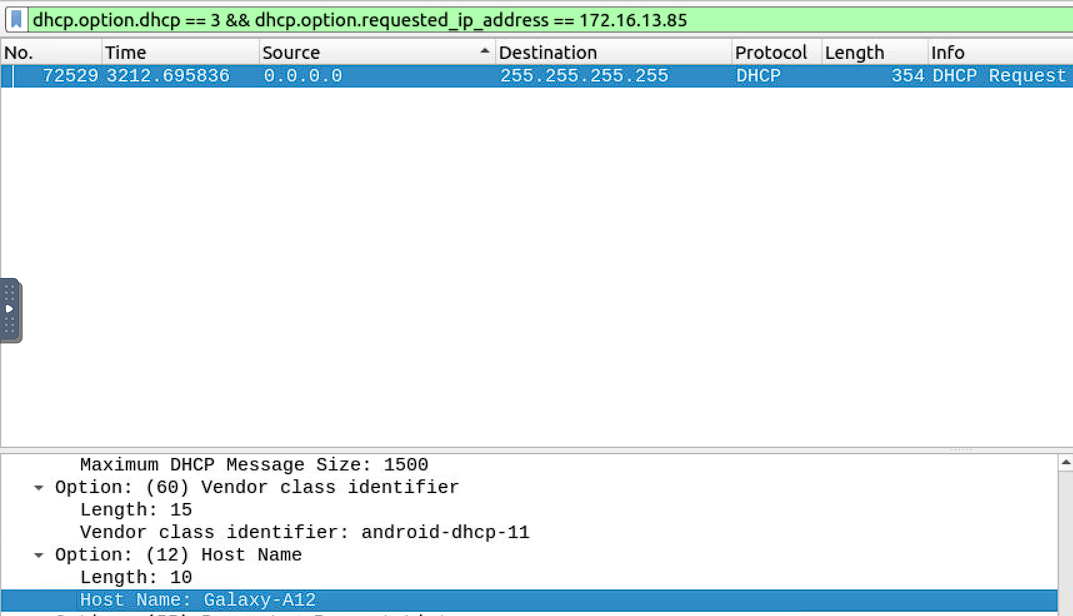 dhcp.option.dhcp == 3 && dhcp.option.requested_ip_address == 172.16.13.85
No. Time Source Destination Protocol Length Info
72529 3212.695836 0.0.0.0 255.255.255.255 DHCP 354 DHCP Request
Maximum DHCP Message Size: 1500
Option: (60) Vendor class identifier
Length: 15
Vendor class identifier: android-dhcp-11
Option: (12) Host Name
Length: 10
Host Name: Galaxy-A12